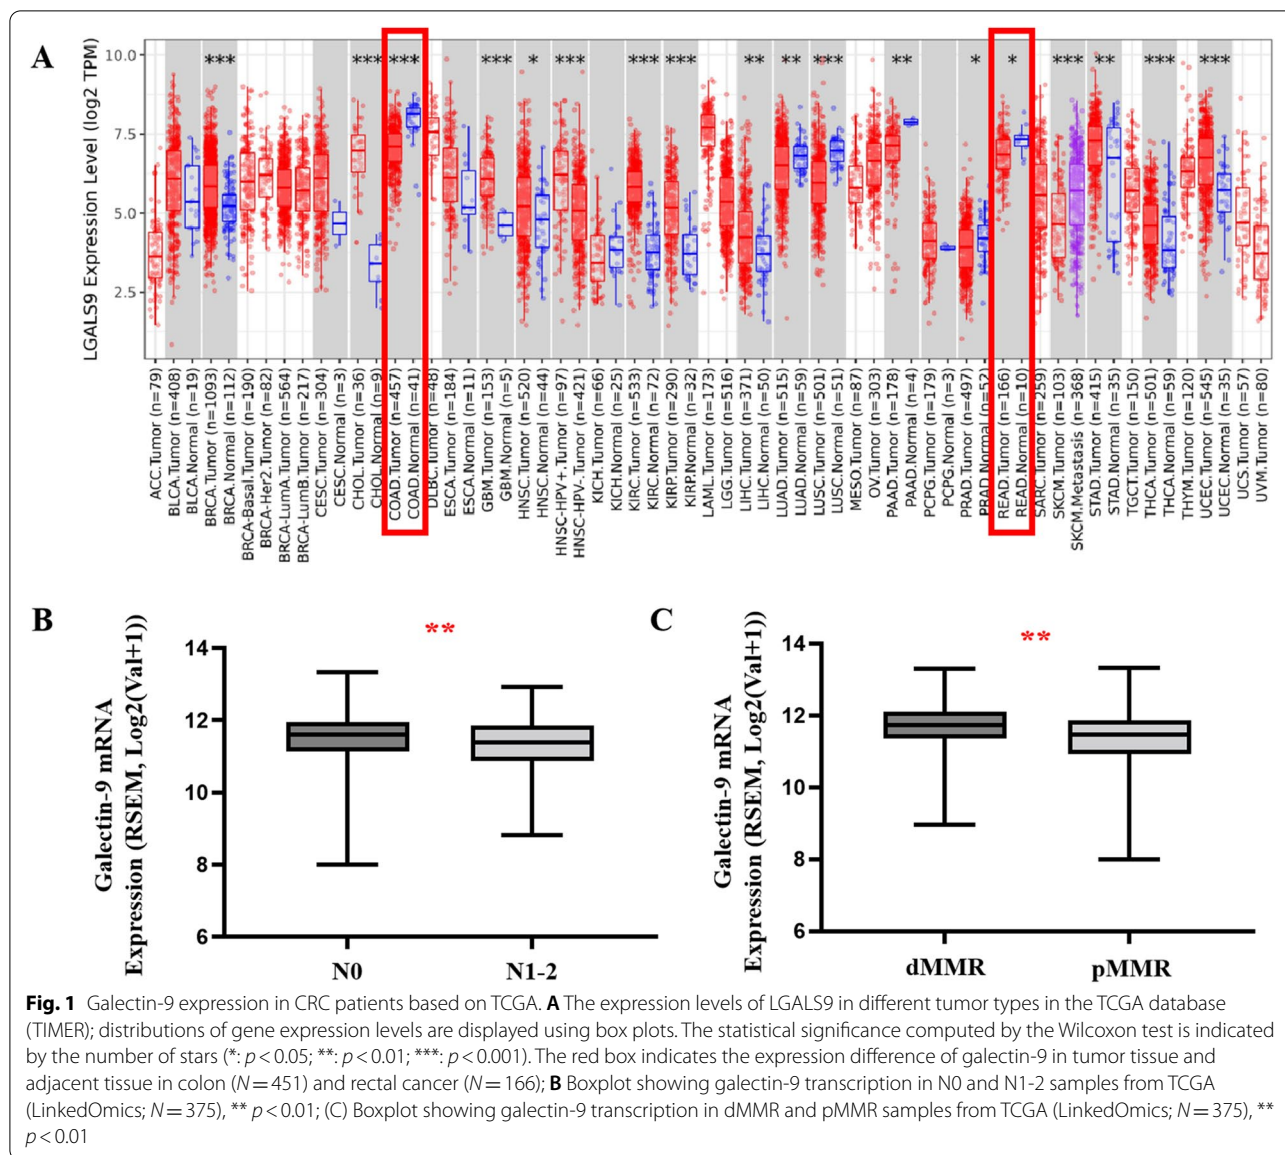 A
LGALS9 Expression Level (log2 TPM)
10.0
7.5
5.0
2.5
*** *** *** *** * *** *** *** ** ** *** ** * * *** ** *** ***
ACC.Tumor (n=79)
BLCA.Tumor (n=408)
BLCA.Normal (n=19)
BRCA.Tumor (n=1093)
BRCA.Normal (n=112)
BRCA-Basal.Tumor (n=190)
BRCA-Her2.Tumor (n=82)
BRCA-LumA.Tumor (n=564)
BRCA-LumB.Tumor (n=217)
CESC.Tumor (n=304)
CESC.Normal (n=3)
CHOL.Tumor (n=36)
CHOL.Normal (n=9)
COAD.Tumor (n=457)
COAD.Normal (n=41)
DLBC.Tumor (n=48)
ESCA.Tumor (n=184)
ESCA.Normal (n=11)
GBM.Tumor (n=153)
GBM.Normal (n=5)
HNSC.Tumor (n=520)
HNSC.Normal (n=44)
HNSC-HPV+.Tumor (n=97)
HNSC-HPV-.Tumor (n=421)
KICH.Tumor (n=66)
KICH.Normal (n=25)
KIRC.Tumor (n=533)
KIRC.Normal (n=72)
KIRP.Tumor (n=290)
KIRP.Normal (n=32)
LAML.Tumor (n=173)
LGG.Tumor (n=516)
LIHC.Tumor (n=371)
LIHC.Normal (n=50)
LUAD.Tumor (n=515)
LUAD.Normal (n=59)
LUSC.Tumor (n=501)
LUSC.Normal (n=51)
MESO.Tumor (n=87)
OV.Tumor (n=303)
PAAD.Tumor (n=178)
PAAD.Normal (n=4)
PCPG.Tumor (n=179)
PCPG.Normal (n=3)
PRAD.Tumor (n=497)
PRAD.Normal (n=52)
READ.Tumor (n=166)
READ.Normal (n=10)
SARC.Tumor (n=259)
SKCM.Tumor (n=103)
SKCM.Metastasis (n=368)
STAD.Tumor (n=415)
STAD.Normal (n=35)
TGCT.Tumor (n=150)
THCA.Tumor (n=501)
THCA.Normal (n=59)
THYM.Tumor (n=120)
UCEC.Tumor (n=545)
UCEC.Normal (n=35)
UCS.Tumor (n=57)
UVM.Tumor (n=80)
B
Galectin-9 mRNA
Expression (RSEM, Log2(Val+1))
**
14
12
10
8
6
N0 N1-2
C
Galectin-9 mRNA
Expression (RSEM, Log2(Val+1))
**
14
12
10
8
6
dMMR pMMR
Fig. 1 Galectin-9 expression in CRC patients based on TCGA. A The expression levels of LGALS9 in different tumor types in the TCGA database
(TIMER); distributions of gene expression levels are displayed using box plots. The statistical significance computed by the Wilcoxon test is indicated
by the number of stars (*: p < 0.05; **: p < 0.01; ***: p < 0.001). The red box indicates the expression difference of galectin-9 in tumor tissue and
adjacent tissue in colon (N = 451) and rectal cancer (N = 166); B Boxplot showing galectin-9 transcription in N0 and N1-2 samples from TCGA
(LinkedOmics; N = 375), ** p < 0.01; (C) Boxplot showing galectin-9 transcription in dMMR and pMMR samples from TCGA (LinkedOmics; N = 375), **
p < 0.01